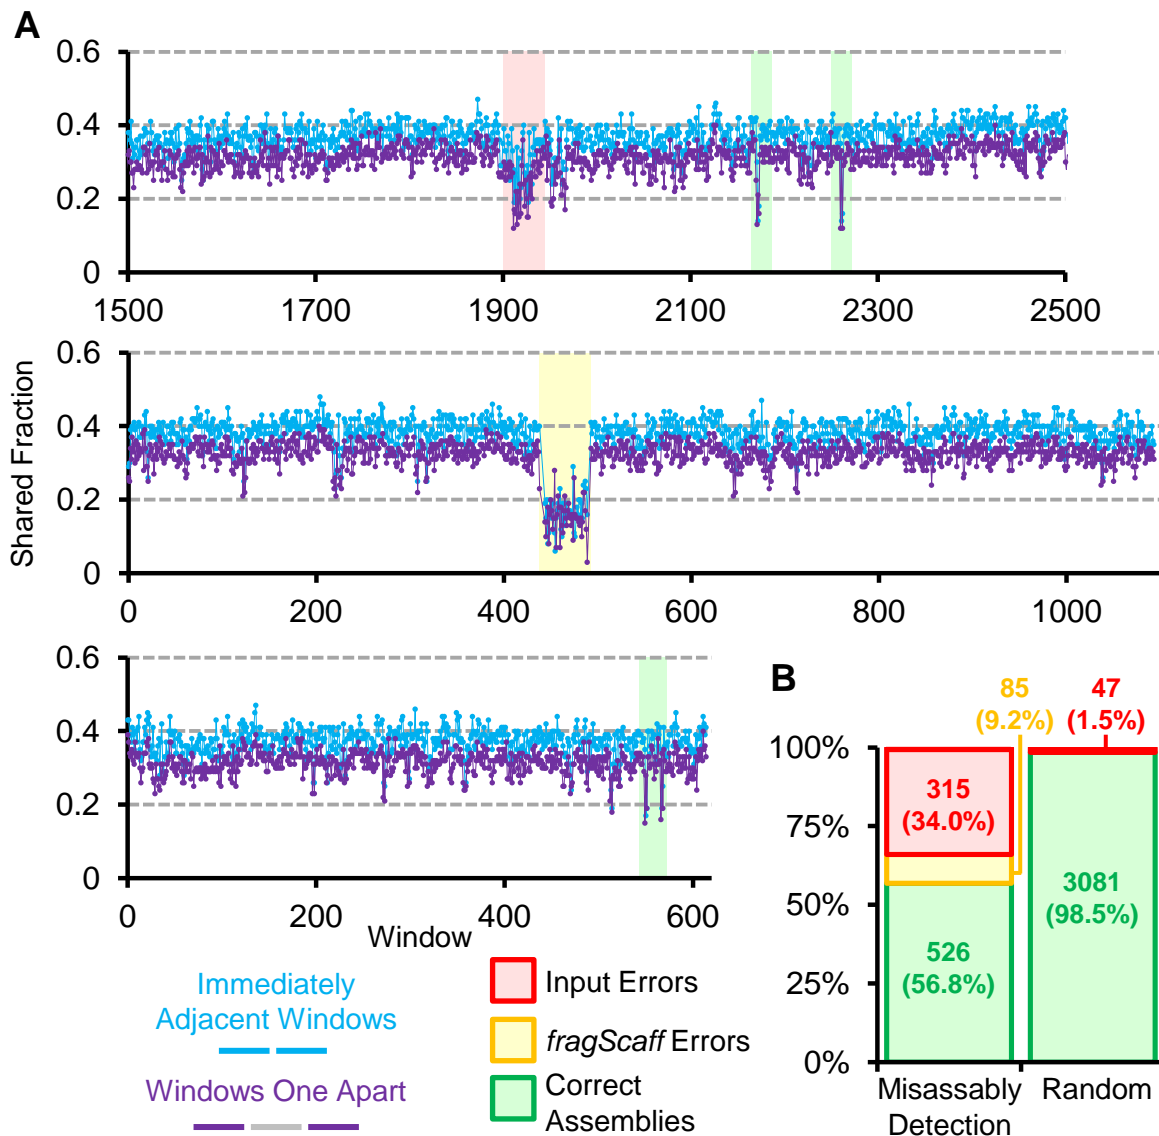 A
0.6
0.4
0.2
0
1500 1700 1900 2100 2300 2500
Shared Fraction
0.6
0.4
0.2
0
0 200 400 600 800 1000
0.6
0.4
0.2
0
0 200 400 600
Window
Immediately
Adjacent Windows
Windows One Apart
Input Errors
fragScaff Errors
Correct
Assemblies
B
85
(9.2%)
47
(1.5%)
100%
75%
50%
25%
0%
315
(34.0%)
526
(56.8%)
3081
(98.5%)
Misassably
Detection
Random